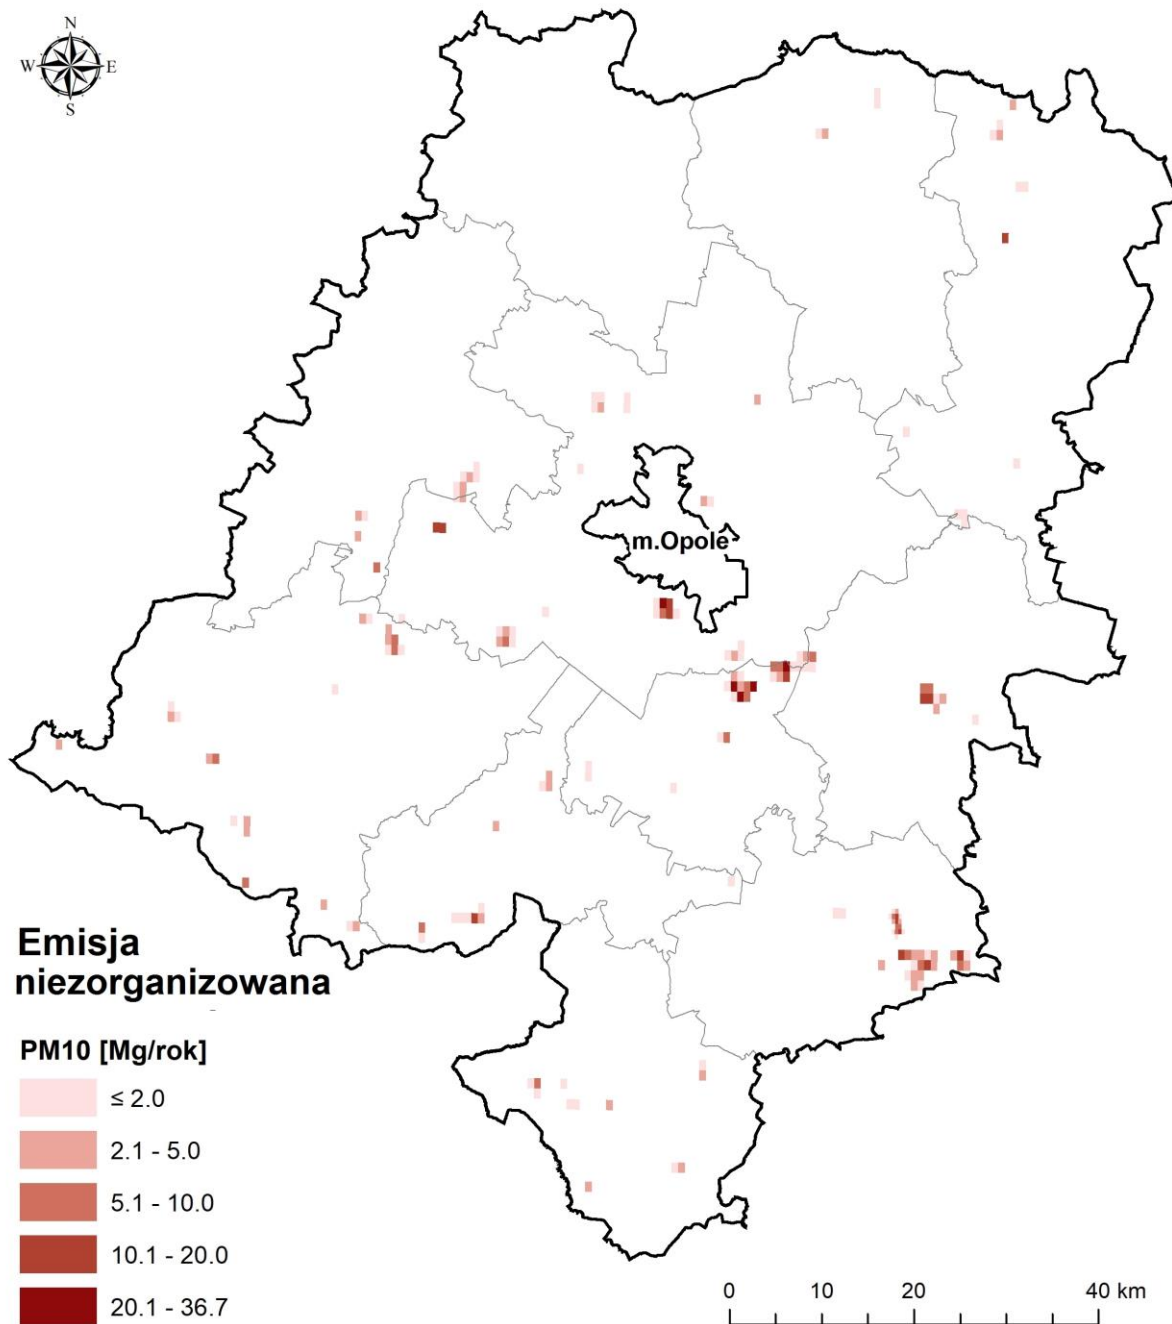 N
W E
S
m.Opole
Emisja
niezorganizowana
PM10 [Mg/rok]
≤ 2.0
2.1 - 5.0
5.1 - 10.0
10.1 - 20.0
20.1 - 36.7
0 10 20 40 km